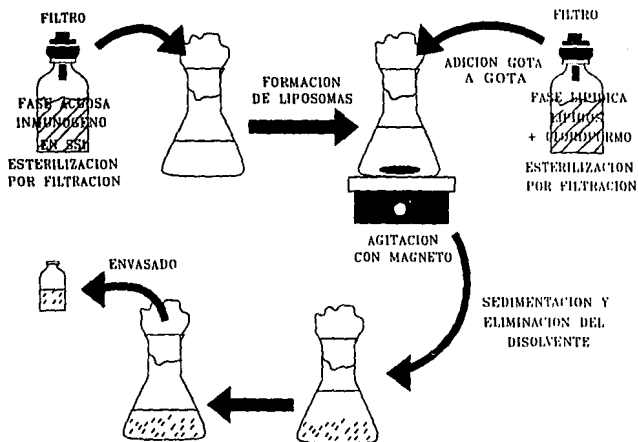 FILTRO
FASE ACUOSA
INMUNOGENO
EN SSI
ESTERILIZACION
POR FILTRACION
FORMACION
DE LIPOSOMAS
ADICION GOTA
A GOTA
FILTRO
FASE LIPIDICA
LIPIDOS
+ CLOROFORMO
ESTERILIZACION
POR FILTRACION
AGITACION
CON MAGNETO
SEDIMENTACION Y
ELIMINACION DEL
DISOLVENTE
ENVASADO